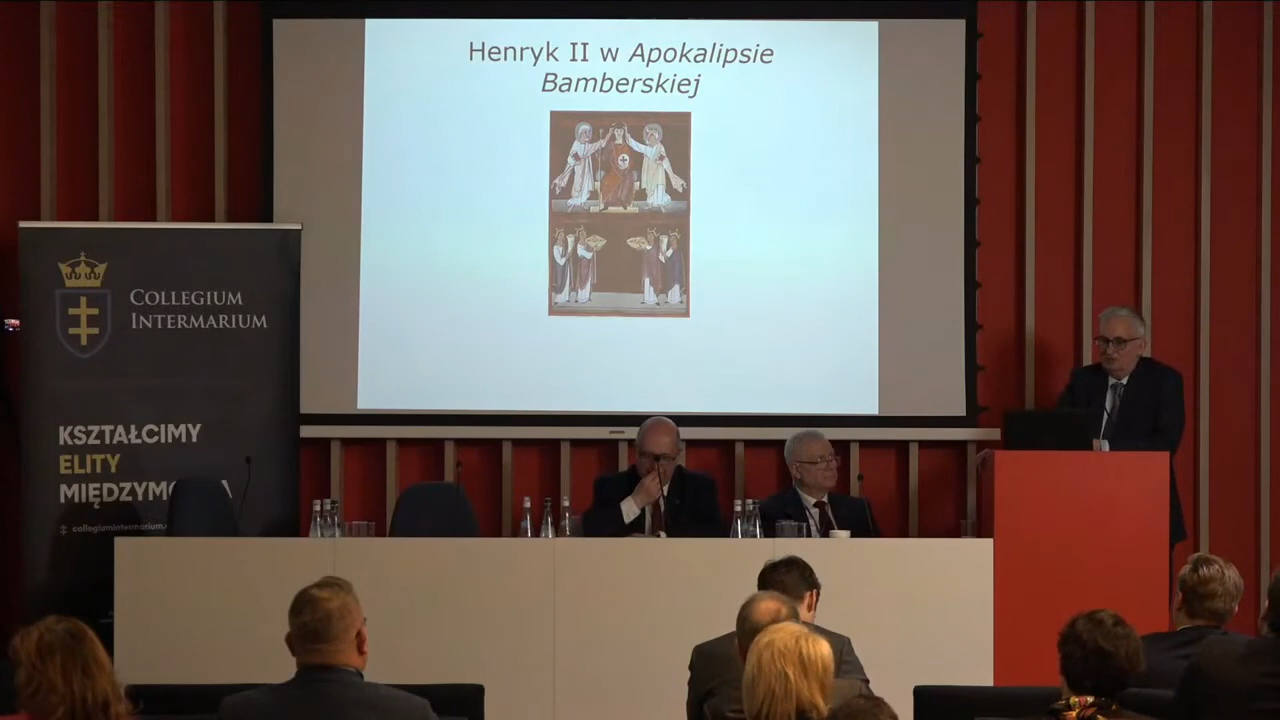 Henryk II w Apokalipsie
Bamberskiej
COLLEGIUM
INTERMARIUM
KSZTAŁCIMY
ELITY